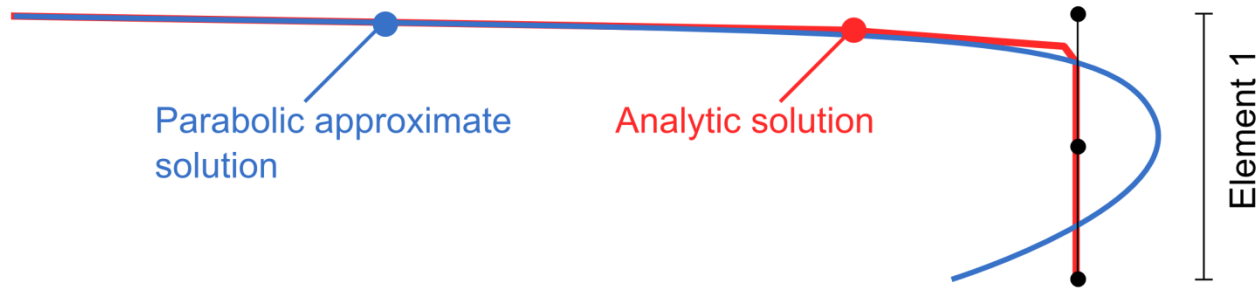 Parabolic approximate
solution
Analytic solution
Element 1